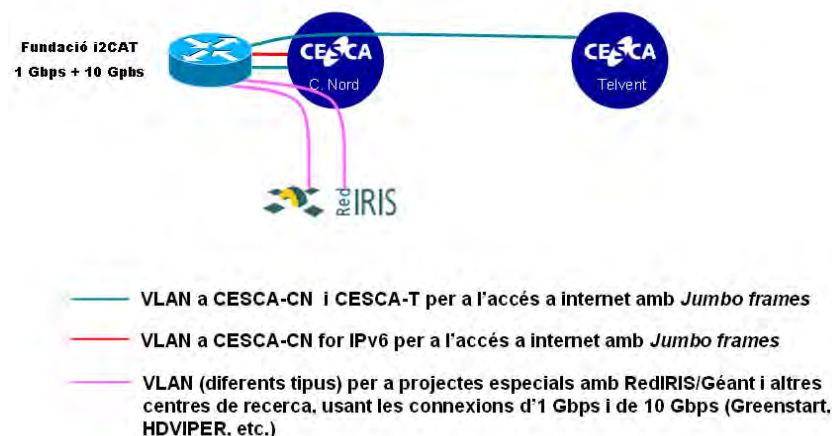 Fundació i2CAT
1 Gbps + 10 Gpbs
CESCA
C. Nord
CESCA
Telvent
RedIRIS
VLAN a CESCA-CN i CESCA-T per a l'accés a internet amb Jumbo frames
VLAN a CESCA-CN for IPv6 per a l'accés a internet amb Jumbo frames
VLAN (diferents tipus) per a projectes especials amb RedIRIS/Géant i altres
centres de recerca, usant les connexions d'1 Gbps i de 10 Gbps (Greenstart,
HDVIPER, etc.)